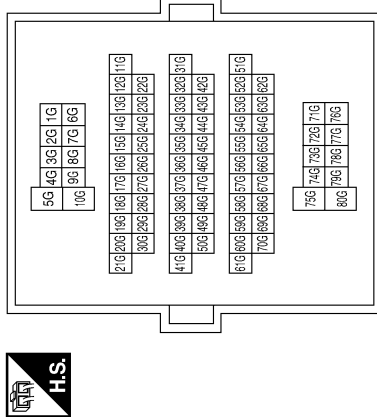 H.S.
5G 4G 3G 2G 1G
10G 9G 8G 7G 6G
21G 20G 19G 18G 17G 16G 15G 14G 13G 12G 11G
30G 29G 28G 27G 26G 25G 24G 23G 22G
41G 40G 39G 38G 37G 36G 35G 34G 33G 32G 31G
50G 49G 48G 47G 46G 45G 44G 43G 42G
61G 60G 59G 58G 57G 56G 55G 54G 53G 52G 51G
70G 69G 68G 67G 66G 65G 64G 63G 62G
75G 74G 73G 72G 71G
80G 79G 78G 77G 76G